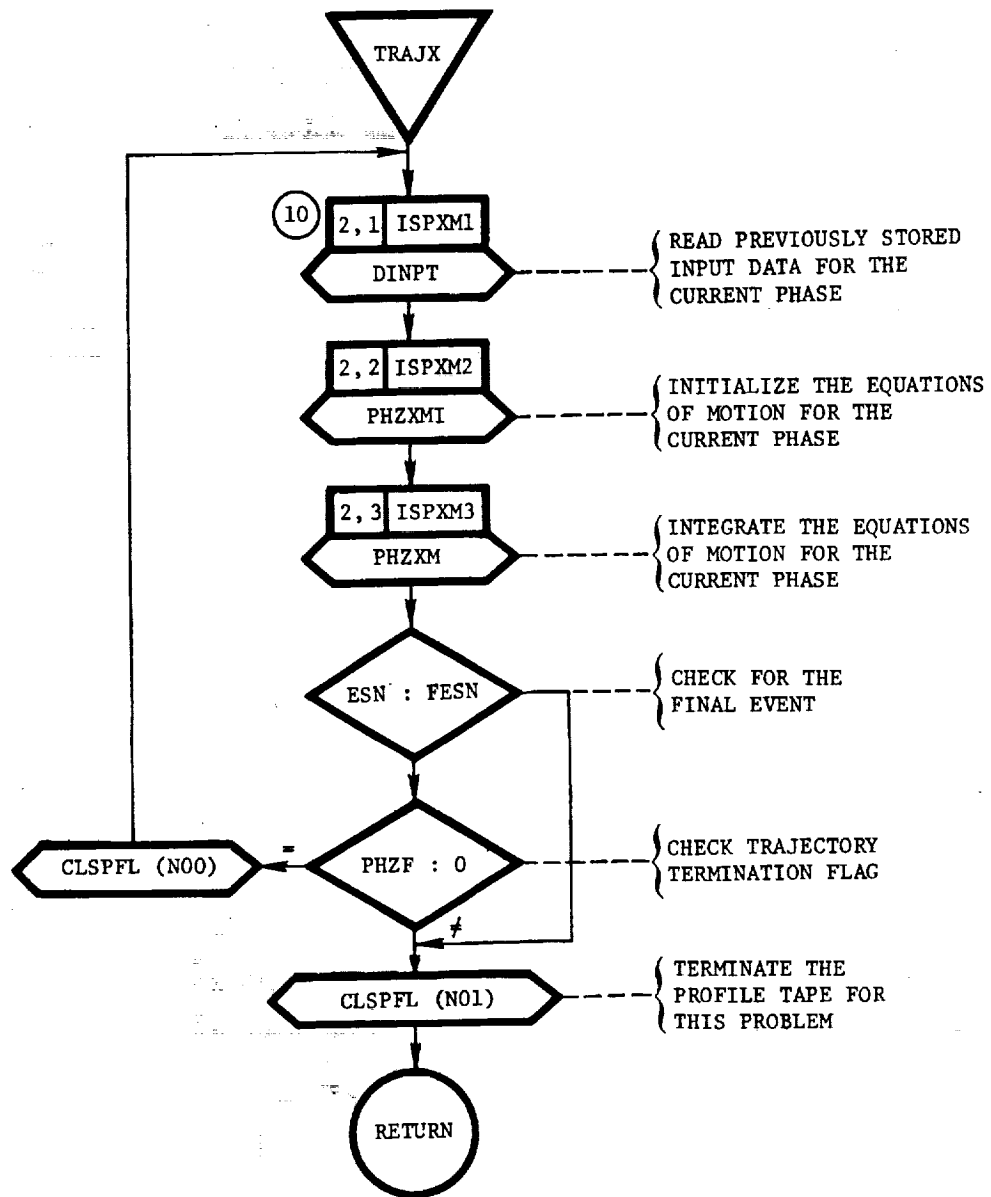 TRAJX
10
2,1 ISPXM1
DINPT
READ PREVIOUSLY STORED
INPUT DATA FOR THE
CURRENT PHASE
2,2 ISPXM2
PHZXMI
INITIALIZE THE EQUATIONS
OF MOTION FOR THE
CURRENT PHASE
2,3 ISPXM3
PHZXM
INTEGRATE THE EQUATIONS
OF MOTION FOR THE
CURRENT PHASE
ESN : FESN
CHECK FOR THE
FINAL EVENT
CLSPFL (N00)
=
PHZF : 0
CHECK TRAJECTORY
TERMINATION FLAG
≠
CLSPFL (N01)
TERMINATE THE
PROFILE TAPE FOR
THIS PROBLEM
RETURN